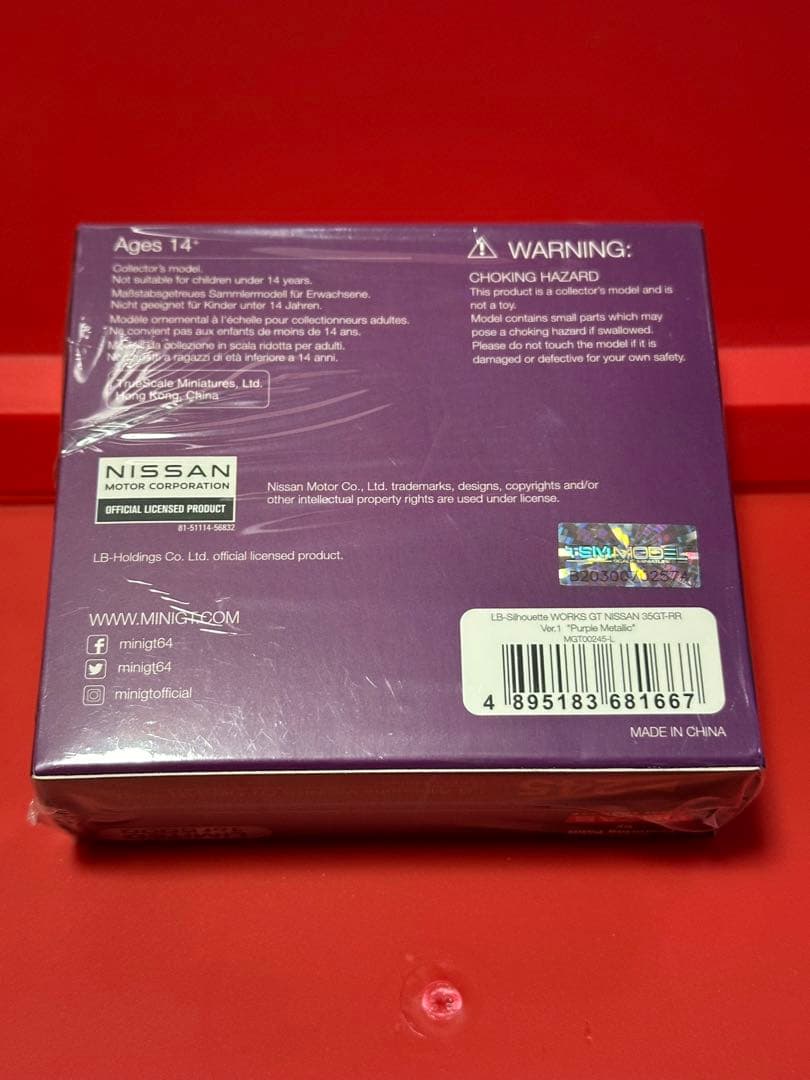 Ages 14+
Collector's model.
Not suitable for children under 14 years.
Maßstabsgetreues Sammlermodell für Erwachsene.
Nicht geeignet für Kinder unter 14 Jahren.
Modèle ornemental à l'échelle pour collectionneurs adultes.
Ne convient pas aux enfants de moins de 14 ans.
da collezione in scala ridotta per adulti.
a ragazzi di età inferiore a 14 anni.
TrueScale Miniatures, Ltd.
Hong Kong, China
WARNING:
CHOKING HAZARD
This product is a collector's model and is
not a toy.
Model contains small parts which may
pose a choking hazard if swallowed.
Please do not touch the model if it is
damaged or defective for your own safety.
NISSAN
MOTOR CORPORATION
OFFICIAL LICENSED PRODUCT
81-51114-56832
Nissan Motor Co., Ltd. trademarks, designs, copyrights and/or
other intellectual property rights are used under license.
LB-Holdings Co. Ltd. official licensed product.
TSM MODEL
B20300702574
WWW.MINIGT.COM
minigt64
minigt64
minigtofficial
LB-Silhouette WORKS GT NISSAN 35GT-RR
Ver.1 "Purple Metallic"
MGT00245-L
4 895183 681667
MADE IN CHINA